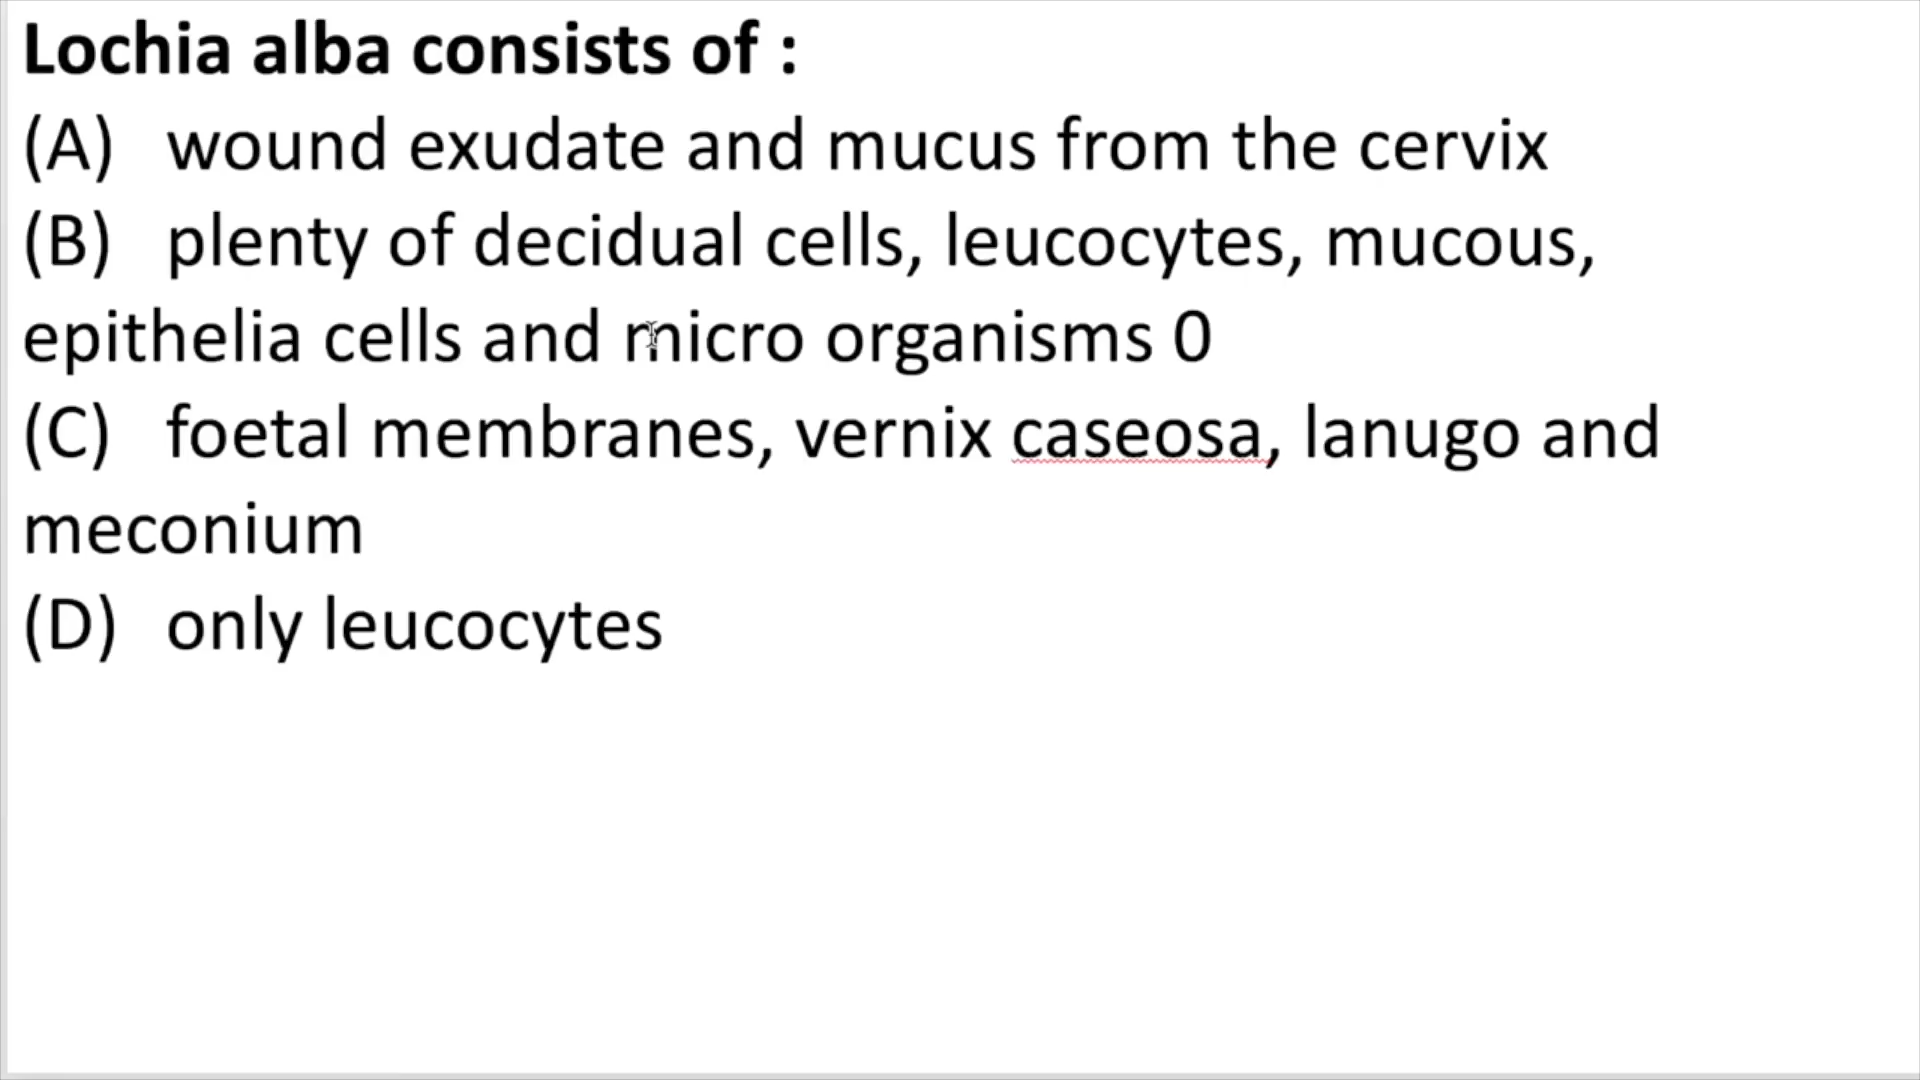 Lochia alba consists of :
(A) wound exudate and mucus from the cervix
(B) plenty of decidual cells, leucocytes, mucous,
epithelia cells and micro organisms 0
(C) foetal membranes, vernix caseosa, lanugo and
meconium
(D) only leucocytes